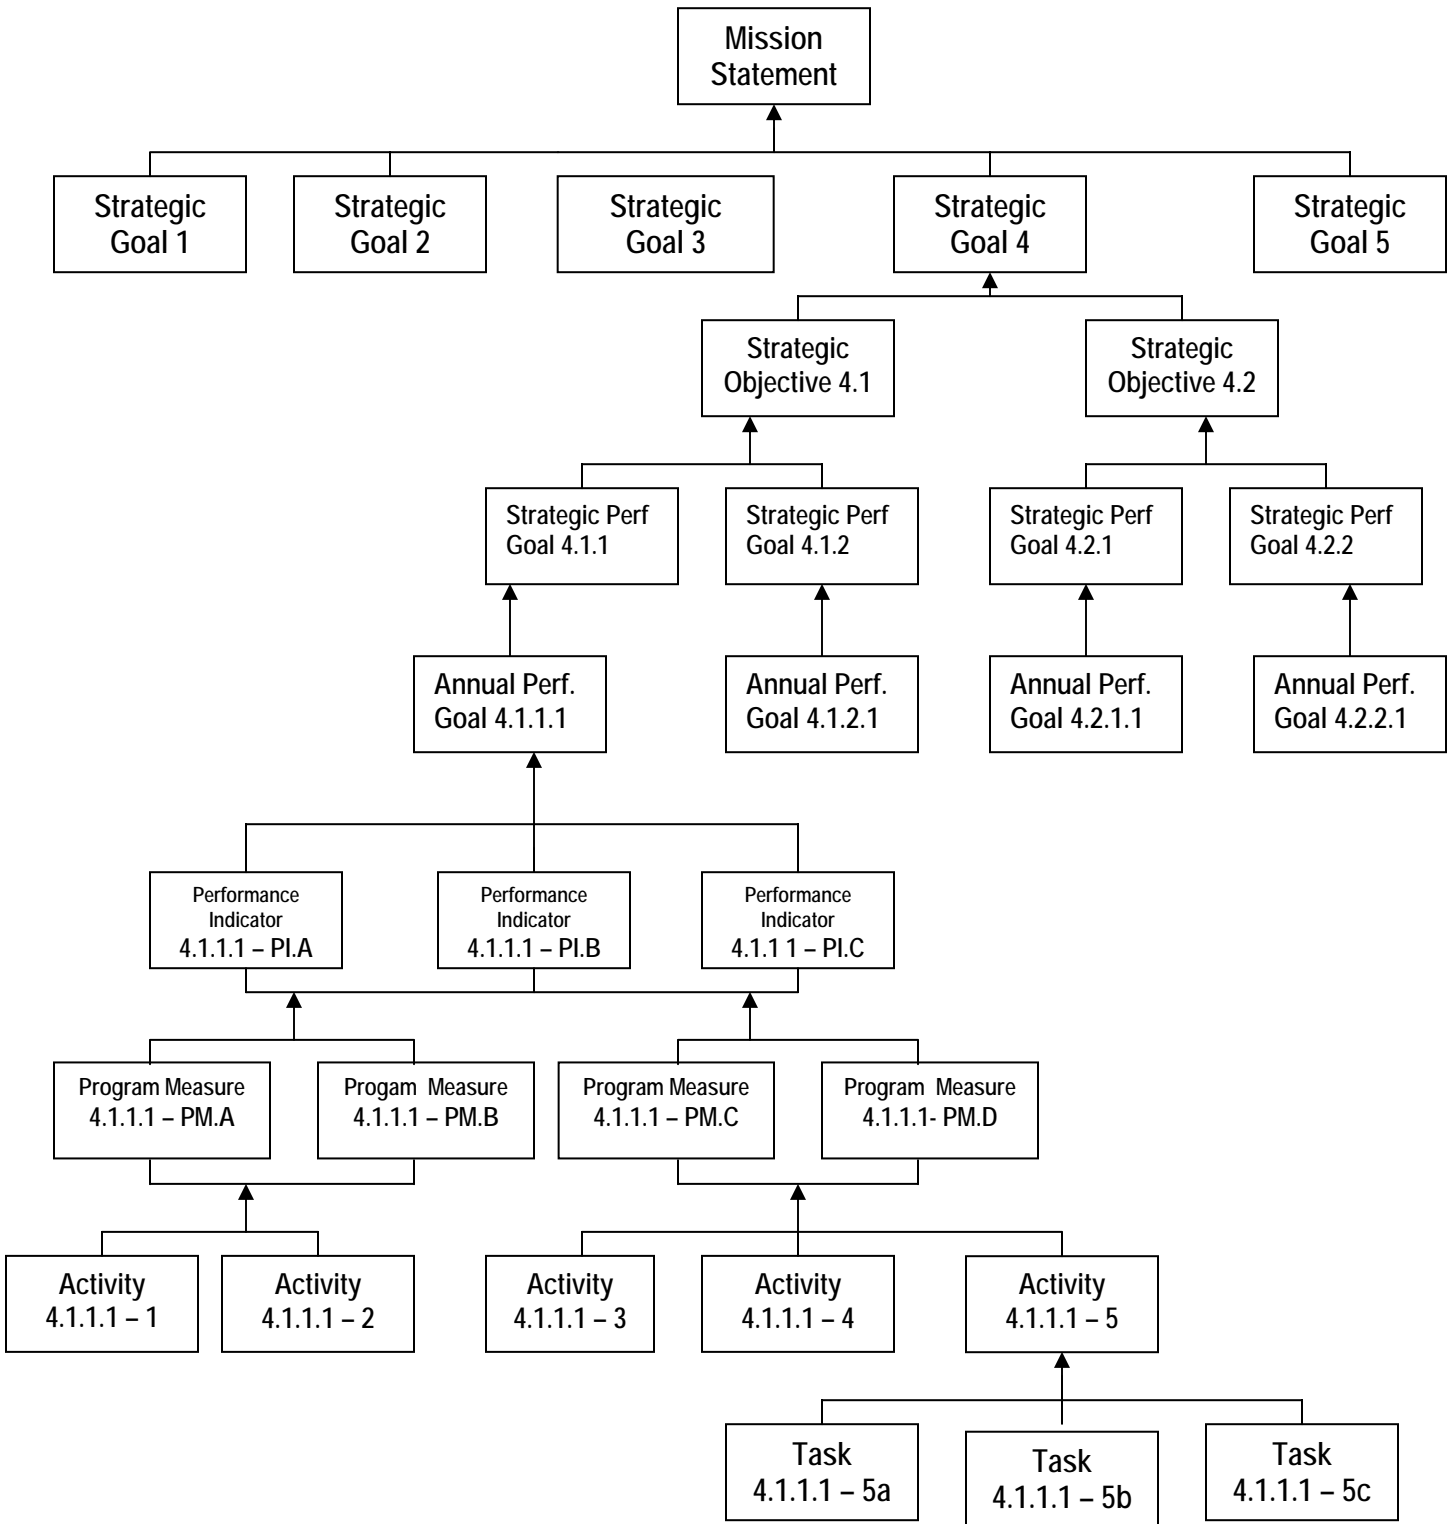 Mission
Statement
Strategic
Goal 1
Strategic
Goal 2
Strategic
Goal 3
Strategic
Goal 4
Strategic
Goal 5
Strategic
Objective 4.1
Strategic
Objective 4.2
Strategic Perf
Goal 4.1.1
Strategic Perf
Goal 4.1.2
Strategic Perf
Goal 4.2.1
Strategic Perf
Goal 4.2.2
Annual Perf.
Goal 4.1.1.1
Annual Perf.
Goal 4.1.2.1
Annual Perf.
Goal 4.2.1.1
Annual Perf.
Goal 4.2.2.1
Performance
Indicator
4.1.1.1 – PI.A
Performance
Indicator
4.1.1.1 – PI.B
Performance
Indicator
4.1.1 1 – PI.C
Program Measure
4.1.1.1 – PM.A
Progam Measure
4.1.1.1 – PM.B
Program Measure
4.1.1.1 – PM.C
Program Measure
4.1.1.1- PM.D
Activity
4.1.1.1 – 1
Activity
4.1.1.1 – 2
Activity
4.1.1.1 – 3
Activity
4.1.1.1 – 4
Activity
4.1.1.1 – 5
Task
4.1.1.1 – 5a
Task
4.1.1.1 – 5b
Task
4.1.1.1 – 5c